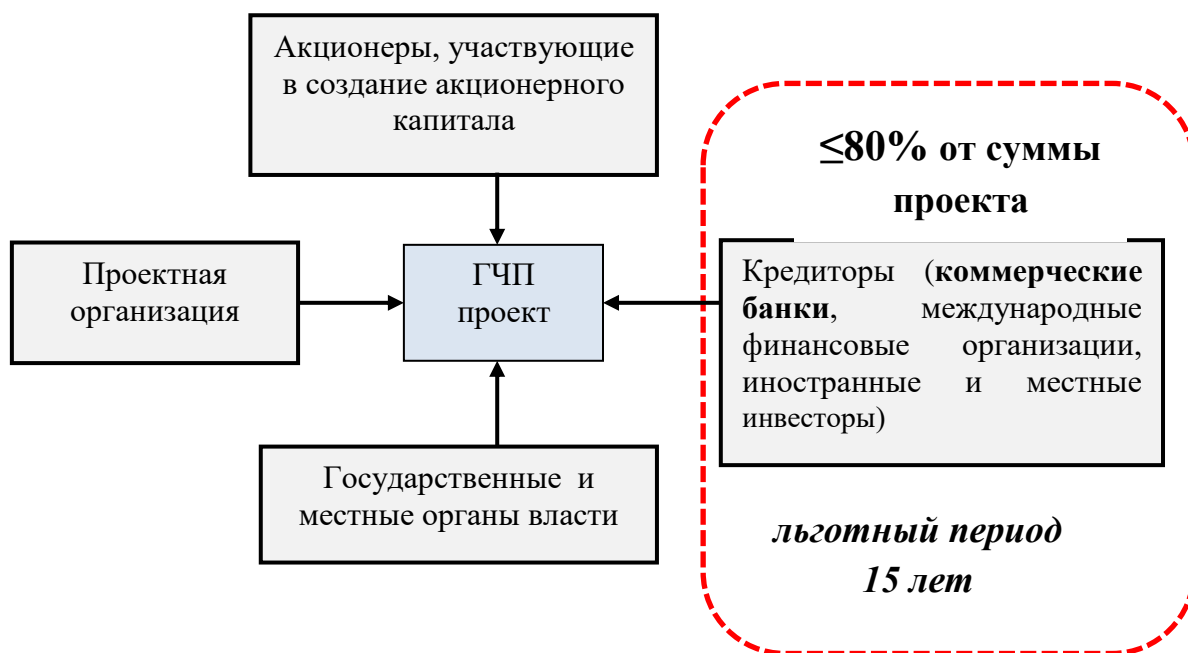 Акционеры, участвующие
в создание акционерного
капитала
≤80% от суммы
проекта
Проектная
организация
ГЧП
проект
Кредиторы (коммерческие
банки, международные
финансовые организации,
иностранные и местные
инвесторы)
Государственные и
местные органы власти
льготный период
15 лет